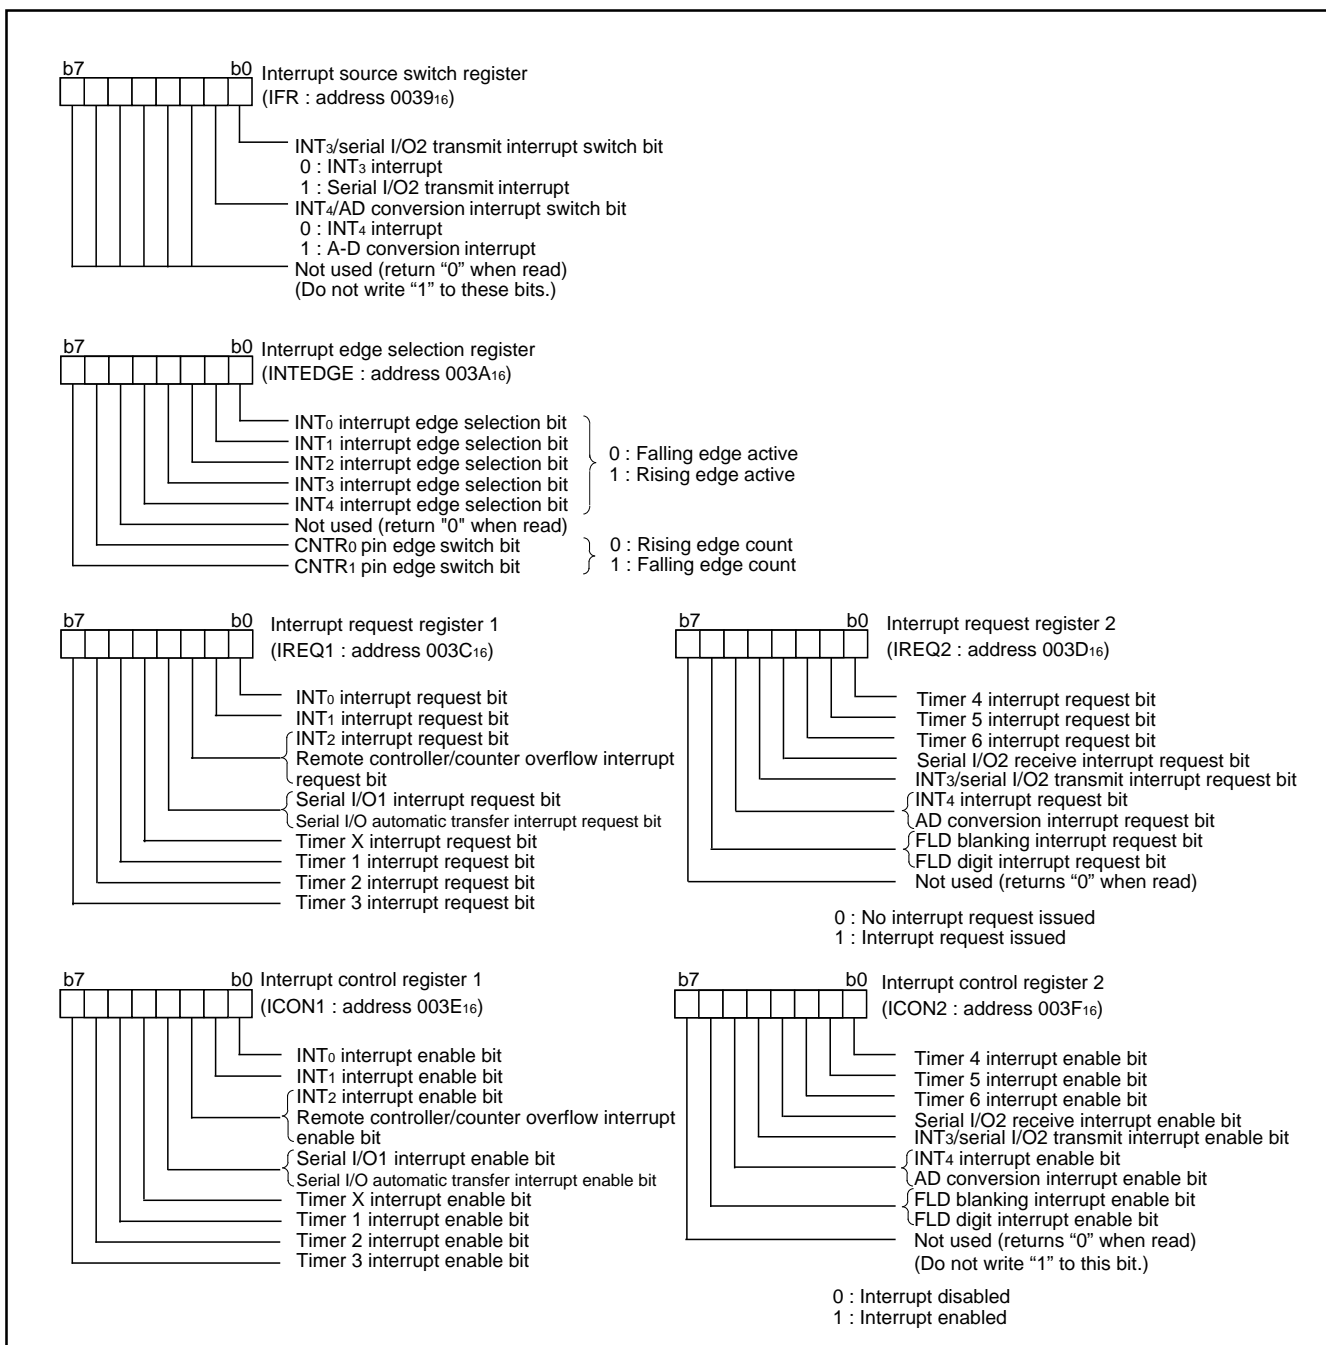 b7 b0 Interrupt source switch register
(IFR : address 003916)
INT3/serial I/O2 transmit interrupt switch bit
0 : INT3 interrupt
1 : Serial I/O2 transmit interrupt
INT4/AD conversion interrupt switch bit
0 : INT4 interrupt
1 : A-D conversion interrupt
Not used (return “0” when read)
(Do not write “1” to these bits.)
b7 b0 Interrupt edge selection register
(INTEDGE : address 003A16)
INT0 interrupt edge selection bit
INT1 interrupt edge selection bit
INT2 interrupt edge selection bit
INT3 interrupt edge selection bit
INT4 interrupt edge selection bit
0 : Falling edge active
1 : Rising edge active
Not used (return "0" when read)
CNTR0 pin edge switch bit
CNTR1 pin edge switch bit
0 : Rising edge count
1 : Falling edge count
b7 b0 Interrupt request register 1
(IREQ1 : address 003C16)
INT0 interrupt request bit
INT1 interrupt request bit
INT2 interrupt request bit
Remote controller/counter overflow interrupt
request bit
Serial I/O1 interrupt request bit
Serial I/O automatic transfer interrupt request bit
Timer X interrupt request bit
Timer 1 interrupt request bit
Timer 2 interrupt request bit
Timer 3 interrupt request bit
b7 b0 Interrupt request register 2
(IREQ2 : address 003D16)
Timer 4 interrupt request bit
Timer 5 interrupt request bit
Timer 6 interrupt request bit
Serial I/O2 receive interrupt request bit
INT3/serial I/O2 transmit interrupt request bit
INT4 interrupt request bit
AD conversion interrupt request bit
FLD blanking interrupt request bit
FLD digit interrupt request bit
Not used (returns “0” when read)
0 : No interrupt request issued
1 : Interrupt request issued
b7 b0 Interrupt control register 1
(ICON1 : address 003E16)
INT0 interrupt enable bit
INT1 interrupt enable bit
INT2 interrupt enable bit
Remote controller/counter overflow interrupt
enable bit
Serial I/O1 interrupt enable bit
Serial I/O automatic transfer interrupt enable bit
Timer X interrupt enable bit
Timer 1 interrupt enable bit
Timer 2 interrupt enable bit
Timer 3 interrupt enable bit
b7 b0 Interrupt control register 2
(ICON2 : address 003F16)
Timer 4 interrupt enable bit
Timer 5 interrupt enable bit
Timer 6 interrupt enable bit
Serial I/O2 receive interrupt enable bit
INT3/serial I/O2 transmit interrupt enable bit
INT4 interrupt enable bit
AD conversion interrupt enable bit
FLD blanking interrupt enable bit
FLD digit interrupt enable bit
Not used (returns “0” when read)
(Do not write “1” to this bit.)
0 : Interrupt disabled
1 : Interrupt enabled